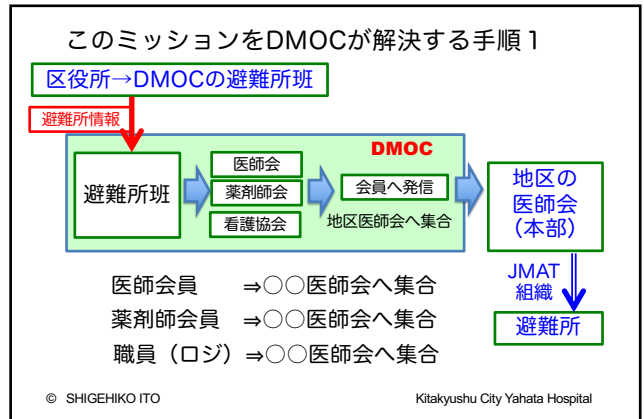 このミッションをDMOCが解決する手順１
区役所→DMOCの避難所班
避難所情報
DMOC
避難所班
医師会
薬剤師会
看護協会
会員へ発信
地区医師会へ集合
地区の
医師会
（本部）
JMAT
組織
避難所
医師会員　　⇒○○医師会へ集合
薬剤師会員　⇒○○医師会へ集合
職員（ロジ）⇒○○医師会へ集合
© SHIGEHIKO ITO
Kitakyushu City Yahata Hospital